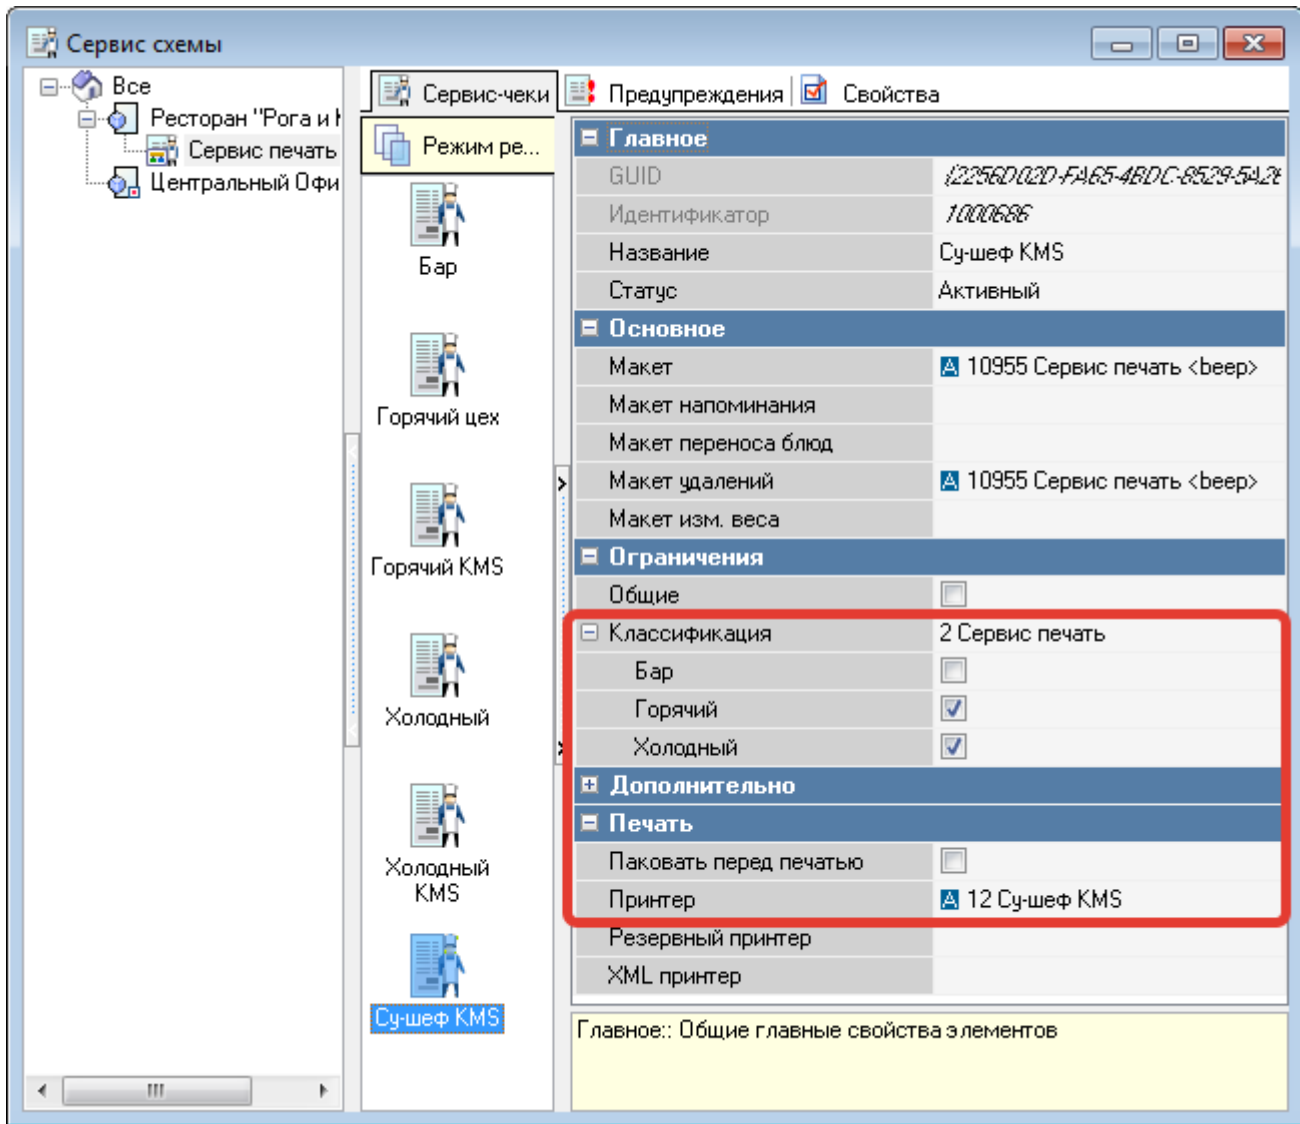 Сервис схемы
Все
Ресторан "Рога и
Сервис печать
Центральный Офи
Сервис-чеки
Предупреждения
Свойства
Режим ре...
Бар
Горячий цех
Горячий KMS
Холодный
Холодный
KMS
Су-шеф KMS
Главное
GUID {2256D02D-FA65-4BDC-8529-5A2
Идентификатор 1000686
Название Су-шеф KMS
Статус Активный
Основное
Макет 10955 Сервис печать <beep>
Макет напоминания
Макет переноса блюд
Макет удалений 10955 Сервис печать <beep>
Макет изм. веса
Ограничения
Общие
Классификация 2 Сервис печать
Бар
Горячий
Холодный
Дополнительно
Печать
Паковать перед печатью
Принтер 12 Су-шеф KMS
Резервный принтер
XML принтер
Главное:: Общие главные свойства элементов